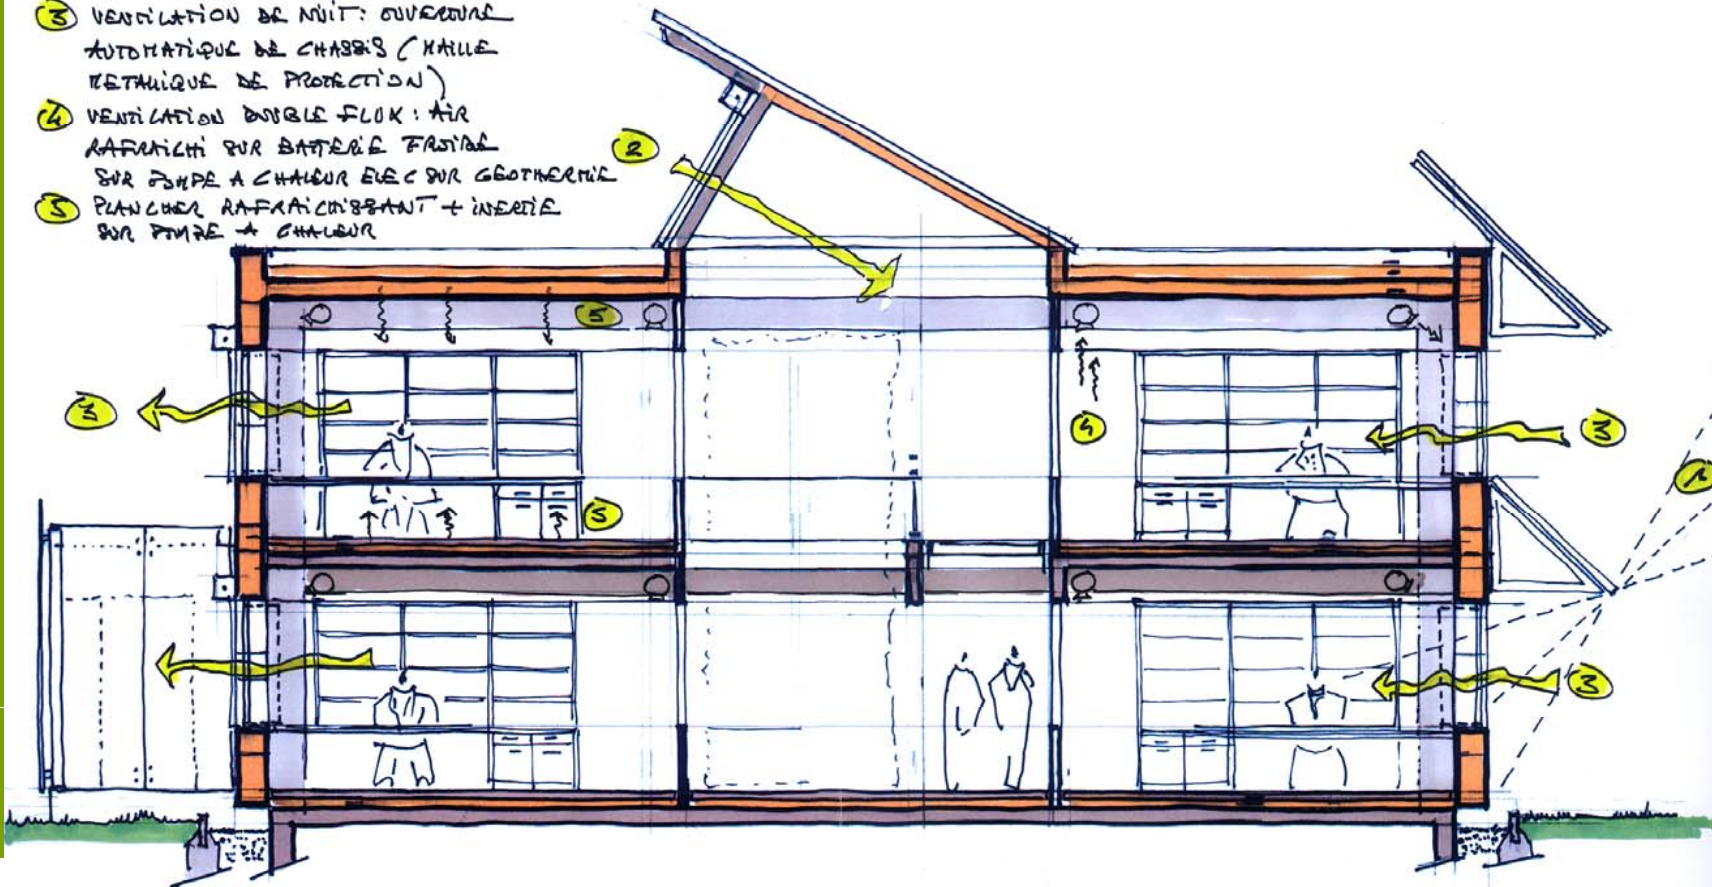 3 VENTILATION DE NUIT: OUVERTURE
AUTOMATIQUE DE CHASSIS (MAILLE
METALLIQUE DE PROTECTION)
4 VENTILATION DOUBLE FLUX: AIR
RAFRAICHI SUR BATTERIE FROIDE
SUR POMPE A CHALEUR ELEC SUR GEOTHERMIE
5 PLANCHER RAFRAICHISSANT + INERTIE
SUR POMPE A CHALEUR
2
5
3
4
3
1
5
3